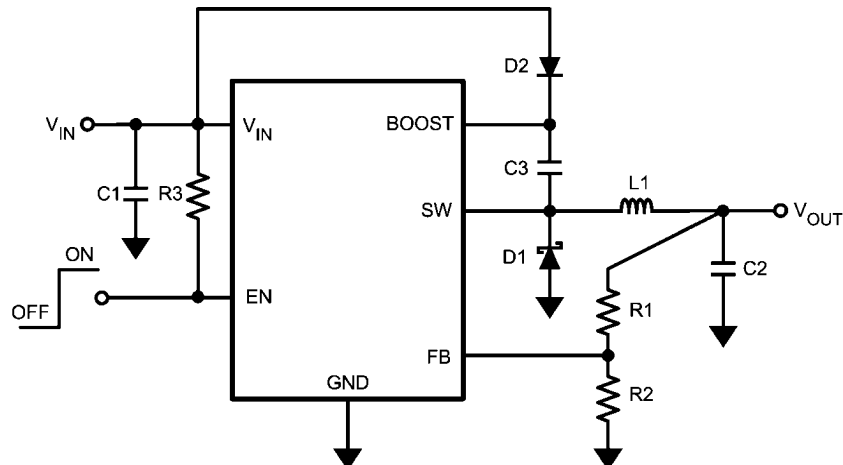 D2
V_IN
V_IN
BOOST
C1
R3
C3
L1
SW
V_OUT
ON
D1
C2
OFF
EN
R1
FB
GND
R2